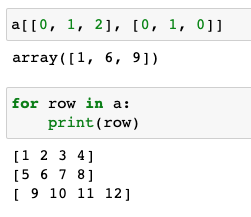 a[[0, 1, 2], [0, 1, 0]]
array([1, 6, 9])
for row in a:
    print(row)
[1 2 3 4]
[5 6 7 8]
[ 9 10 11 12]